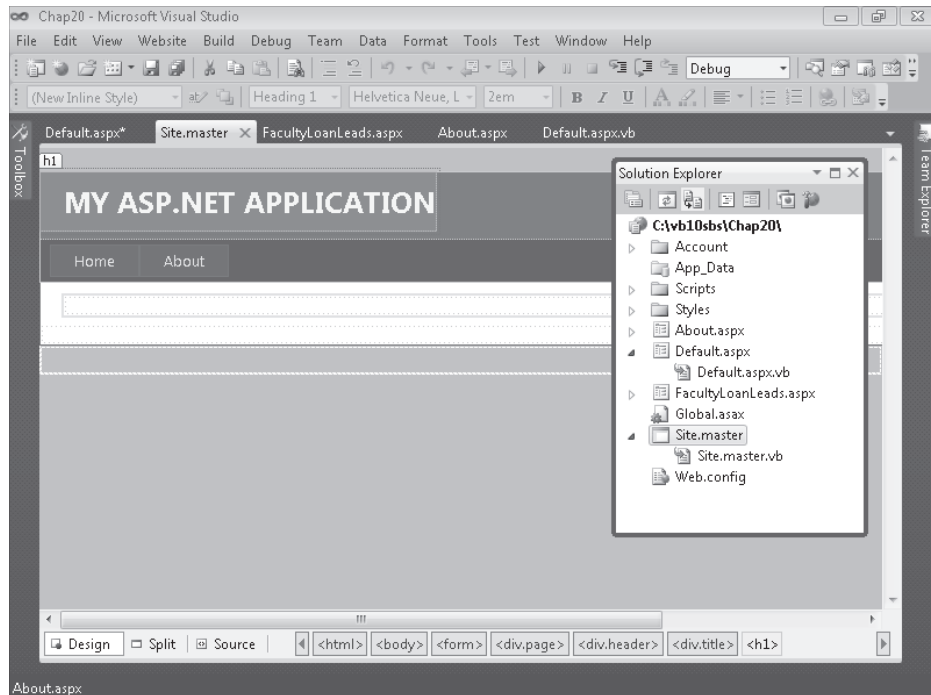 Chap20 - Microsoft Visual Studio
File Edit View Website Build Debug Team Data Format Tools Test Window Help
Debug
(New Inline Style) Heading 1 Helvetica Neue, L 2em B I U A
Default.aspx* Site.master FacultyLoanLeads.aspx About.aspx Default.aspx.vb
Toolbox
Team Explorer
h1
MY ASP.NET APPLICATION
Home About
Solution Explorer
C:\vb10sbs\Chap20\
Account
App_Data
Scripts
Styles
About.aspx
Default.aspx
Default.aspx.vb
FacultyLoanLeads.aspx
Global.asax
Site.master
Site.master.vb
Web.config
Design Split Source <html> <body> <form> <div.page> <div.header> <div.title> <h1>
About.aspx